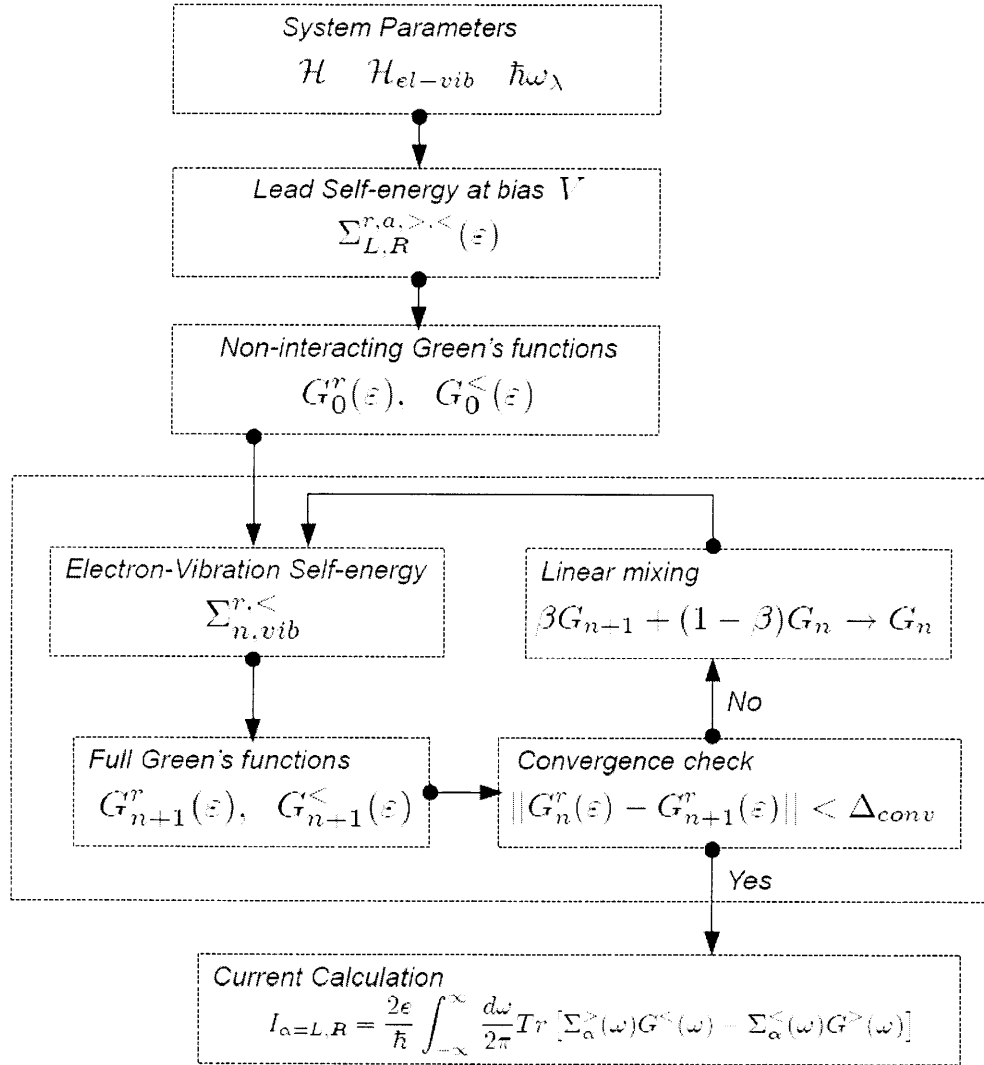 System Parameters
ℋ ℋ_{el−vib} ℏω_λ
Lead Self-energy at bias V
Σ^{r,a,>,<}_{L,R}(ε)
Non-interacting Green's functions
G^r_0(ε), G^<_0(ε)
Electron-Vibration Self-energy
Σ^{r,<}_{n,vib}
Linear mixing
βG_{n+1} + (1 − β)G_n → G_n
No
Full Green's functions
G^r_{n+1}(ε), G^<_{n+1}(ε)
Convergence check
||G^r_n(ε) − G^r_{n+1}(ε)|| < Δ_{conv}
Yes
Current Calculation
I_{α=L,R} = \frac{2e}{ℏ} ∫_{−∞}^{∞} \frac{dω}{2π} Tr [Σ^>_α(ω)G^<(ω) − Σ^<_α(ω)G^>(ω)]